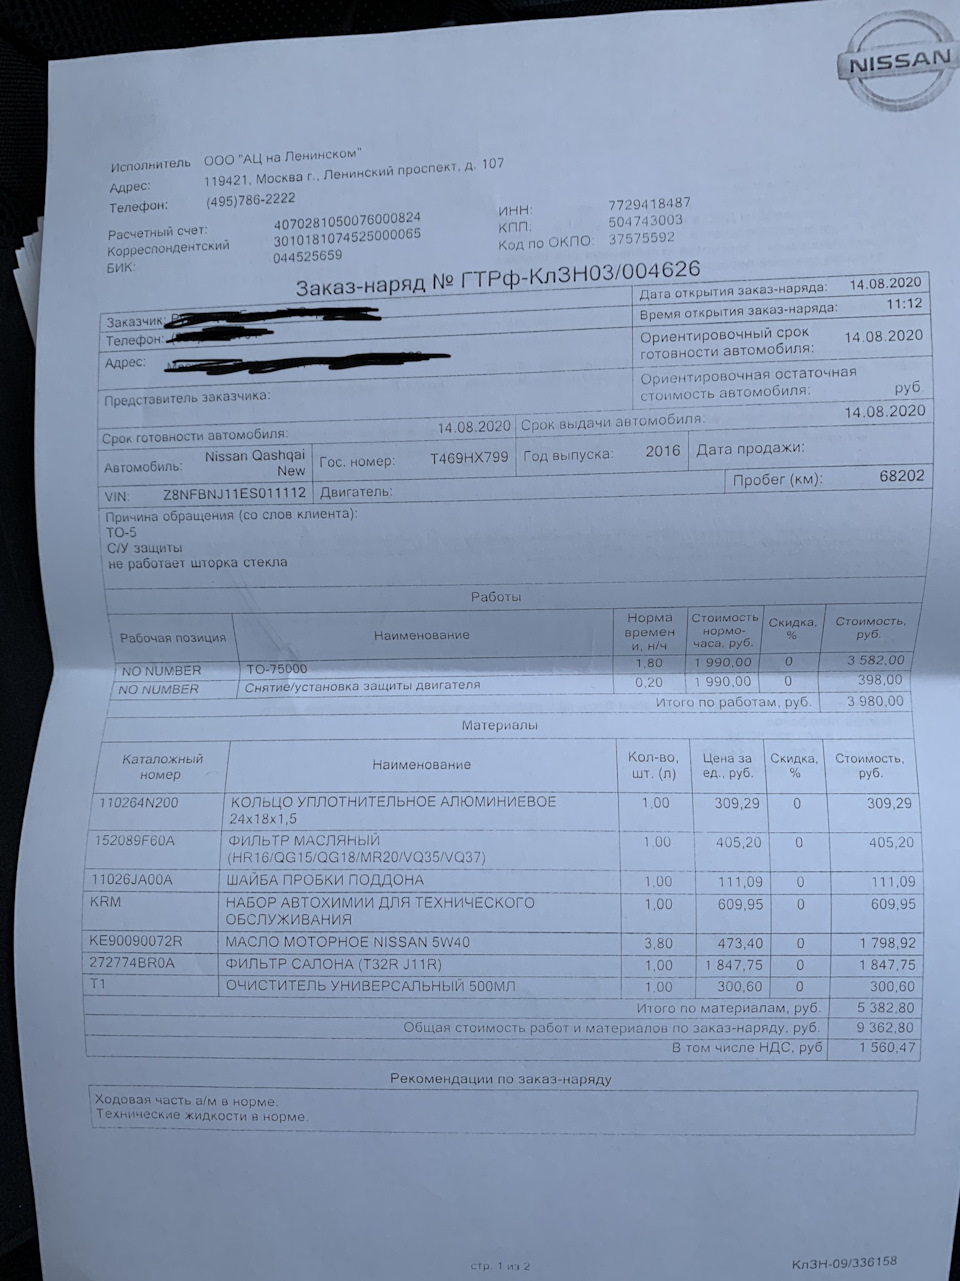 NISSAN
Исполнитель ООО "АЦ на Ленинском"
Адрес: 119421, Москва г., Ленинский проспект, д. 107
Телефон: (495)786-2222
Расчетный счет: 4070281050076000824 ИНН: 7729418487
Корреспондентский 3010181074525000065 КПП: 504743003
БИК: 044525659 Код по ОКПО: 37575592
Заказ-наряд № ГТРф-КлЗН03/004626
Заказчик: Дата открытия заказ-наряда: 14.08.2020
Телефон: Время открытия заказ-наряда: 11:12
Адрес: Ориентировочный срок готовности автомобиля: 14.08.2020
Представитель заказчика: Ориентировочная остаточная стоимость автомобиля: руб.
Срок готовности автомобиля: 14.08.2020 Срок выдачи автомобиля: 14.08.2020
Автомобиль: Nissan Qashqai New Гос. номер: Т469НХ799 Год выпуска: 2016 Дата продажи:
VIN: Z8NFBNJ11ES011112 Двигатель: Пробег (км): 68202
Причина обращения (со слов клиента):
ТО-5
С/У защиты
не работает шторка стекла
Работы
Рабочая позиция Наименование Норма времен и, н/ч Стоимость нормо-часа, руб. Скидка, % Стоимость, руб.
NO NUMBER ТО-75000 1,80 1 990,00 0 3 582,00
NO NUMBER Снятие/установка защиты двигателя 0,20 1 990,00 0 398,00
Итого по работам, руб. 3 980,00
Материалы
Каталожный номер Наименование Кол-во, шт. (л) Цена за ед., руб. Скидка, % Стоимость, руб.
110264N200 КОЛЬЦО УПЛОТНИТЕЛЬНОЕ АЛЮМИНИЕВОЕ 24x18x1,5 1,00 309,29 0 309,29
152089F60A ФИЛЬТР МАСЛЯНЫЙ (HR16/QG15/QG18/MR20/VQ35/VQ37) 1,00 405,20 0 405,20
11026JA00A ШАЙБА ПРОБКИ ПОДДОНА 1,00 111,09 0 111,09
KRM НАБОР АВТОХИМИИ ДЛЯ ТЕХНИЧЕСКОГО ОБСЛУЖИВАНИЯ 1,00 609,95 0 609,95
KE90090072R МАСЛО МОТОРНОЕ NISSAN 5W40 3,80 473,40 0 1 798,92
272774BR0A ФИЛЬТР САЛОНА (T32R J11R) 1,00 1 847,75 0 1 847,75
T1 ОЧИСТИТЕЛЬ УНИВЕРСАЛЬНЫЙ 500МЛ 1,00 300,60 0 300,60
Итого по материалам, руб. 5 382,80
Общая стоимость работ и материалов по заказ-наряду, руб. 9 362,80
В том числе НДС, руб 1 560,47
Рекомендации по заказ-наряду
Ходовая часть а/м в норме.
Технические жидкости в норме.
стр. 1 из 2 КлЗН-09/336158